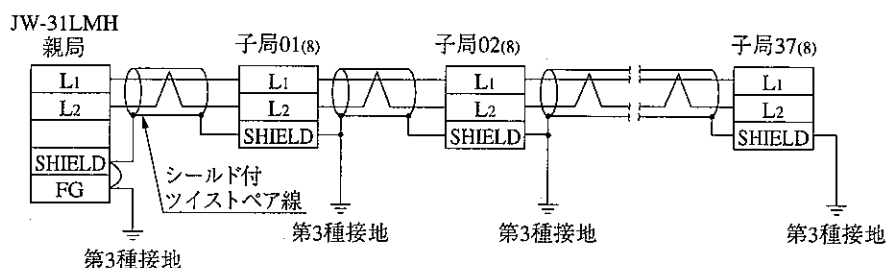 JW-31LMH
親局
子局01(8)
子局02(8)
子局37(8)
L1
L2
SHIELD
FG
L1
L2
SHIELD
L1
L2
SHIELD
L1
L2
SHIELD
シールド付
ツイストペア線
第3種接地
第3種接地
第3種接地
第3種接地